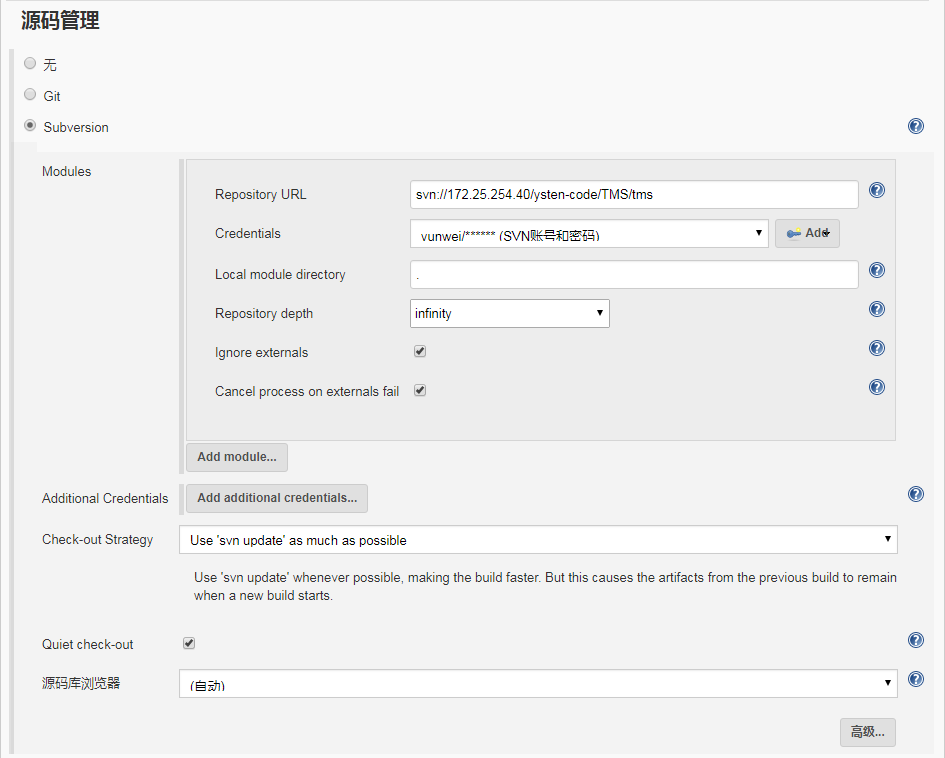 源码管理
无
Git
Subversion
Modules
Repository URL svn://172.25.254.40/ysten-code/TMS/tms
Credentials yunwei/****** (SVN账号和密码) Add
Local module directory .
Repository depth infinity
Ignore externals
Cancel process on externals fail
Add module...
Additional Credentials Add additional credentials...
Check-out Strategy Use 'svn update' as much as possible
Use 'svn update' whenever possible, making the build faster. But this causes the artifacts from the previous build to remain
when a new build starts.
Quiet check-out
源码库浏览器 (自动)
高级...